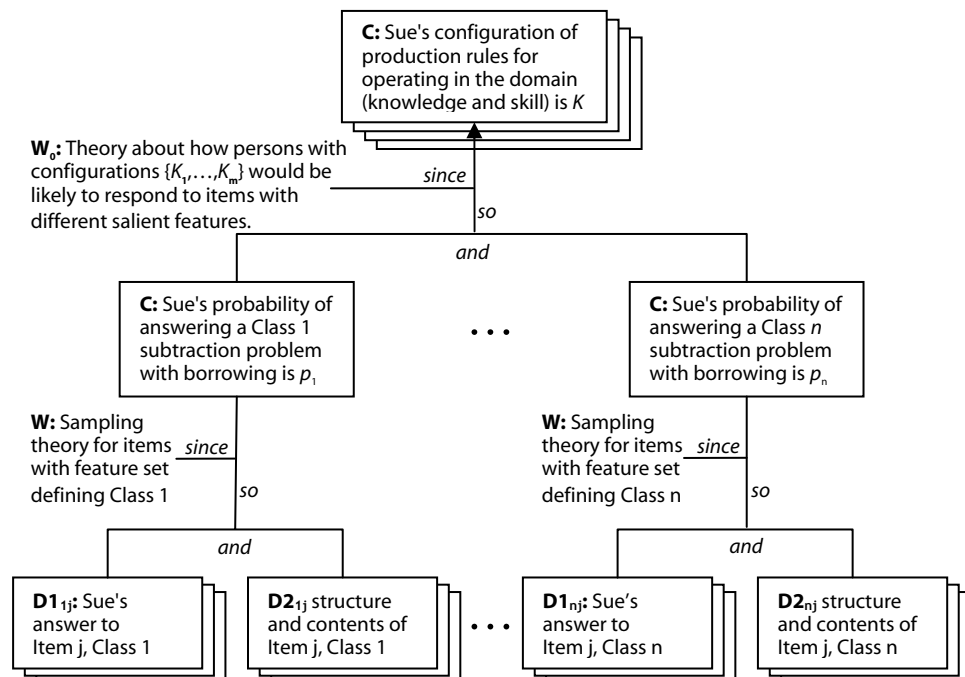 C: Sue's configuration of
production rules for
operating in the domain
(knowledge and skill) is K
W₀: Theory about how persons with
configurations {K₁,…,Kₘ} would be
likely to respond to items with
different salient features.
since
so
and
C: Sue's probability of
answering a Class 1
subtraction problem
with borrowing is p₁
• • •
C: Sue's probability of
answering a Class n
subtraction problem
with borrowing is pₙ
W: Sampling
theory for items
with feature set
defining Class 1
since
so
and
W: Sampling
theory for items
with feature set
defining Class n
since
so
and
D1₁ⱼ: Sue's
answer to
Item j, Class 1
D2₁ⱼ structure
and contents of
Item j, Class 1
• • •
D1ₙⱼ: Sue's
answer to
Item j, Class n
D2ₙⱼ structure
and contents of
Item j, Class n